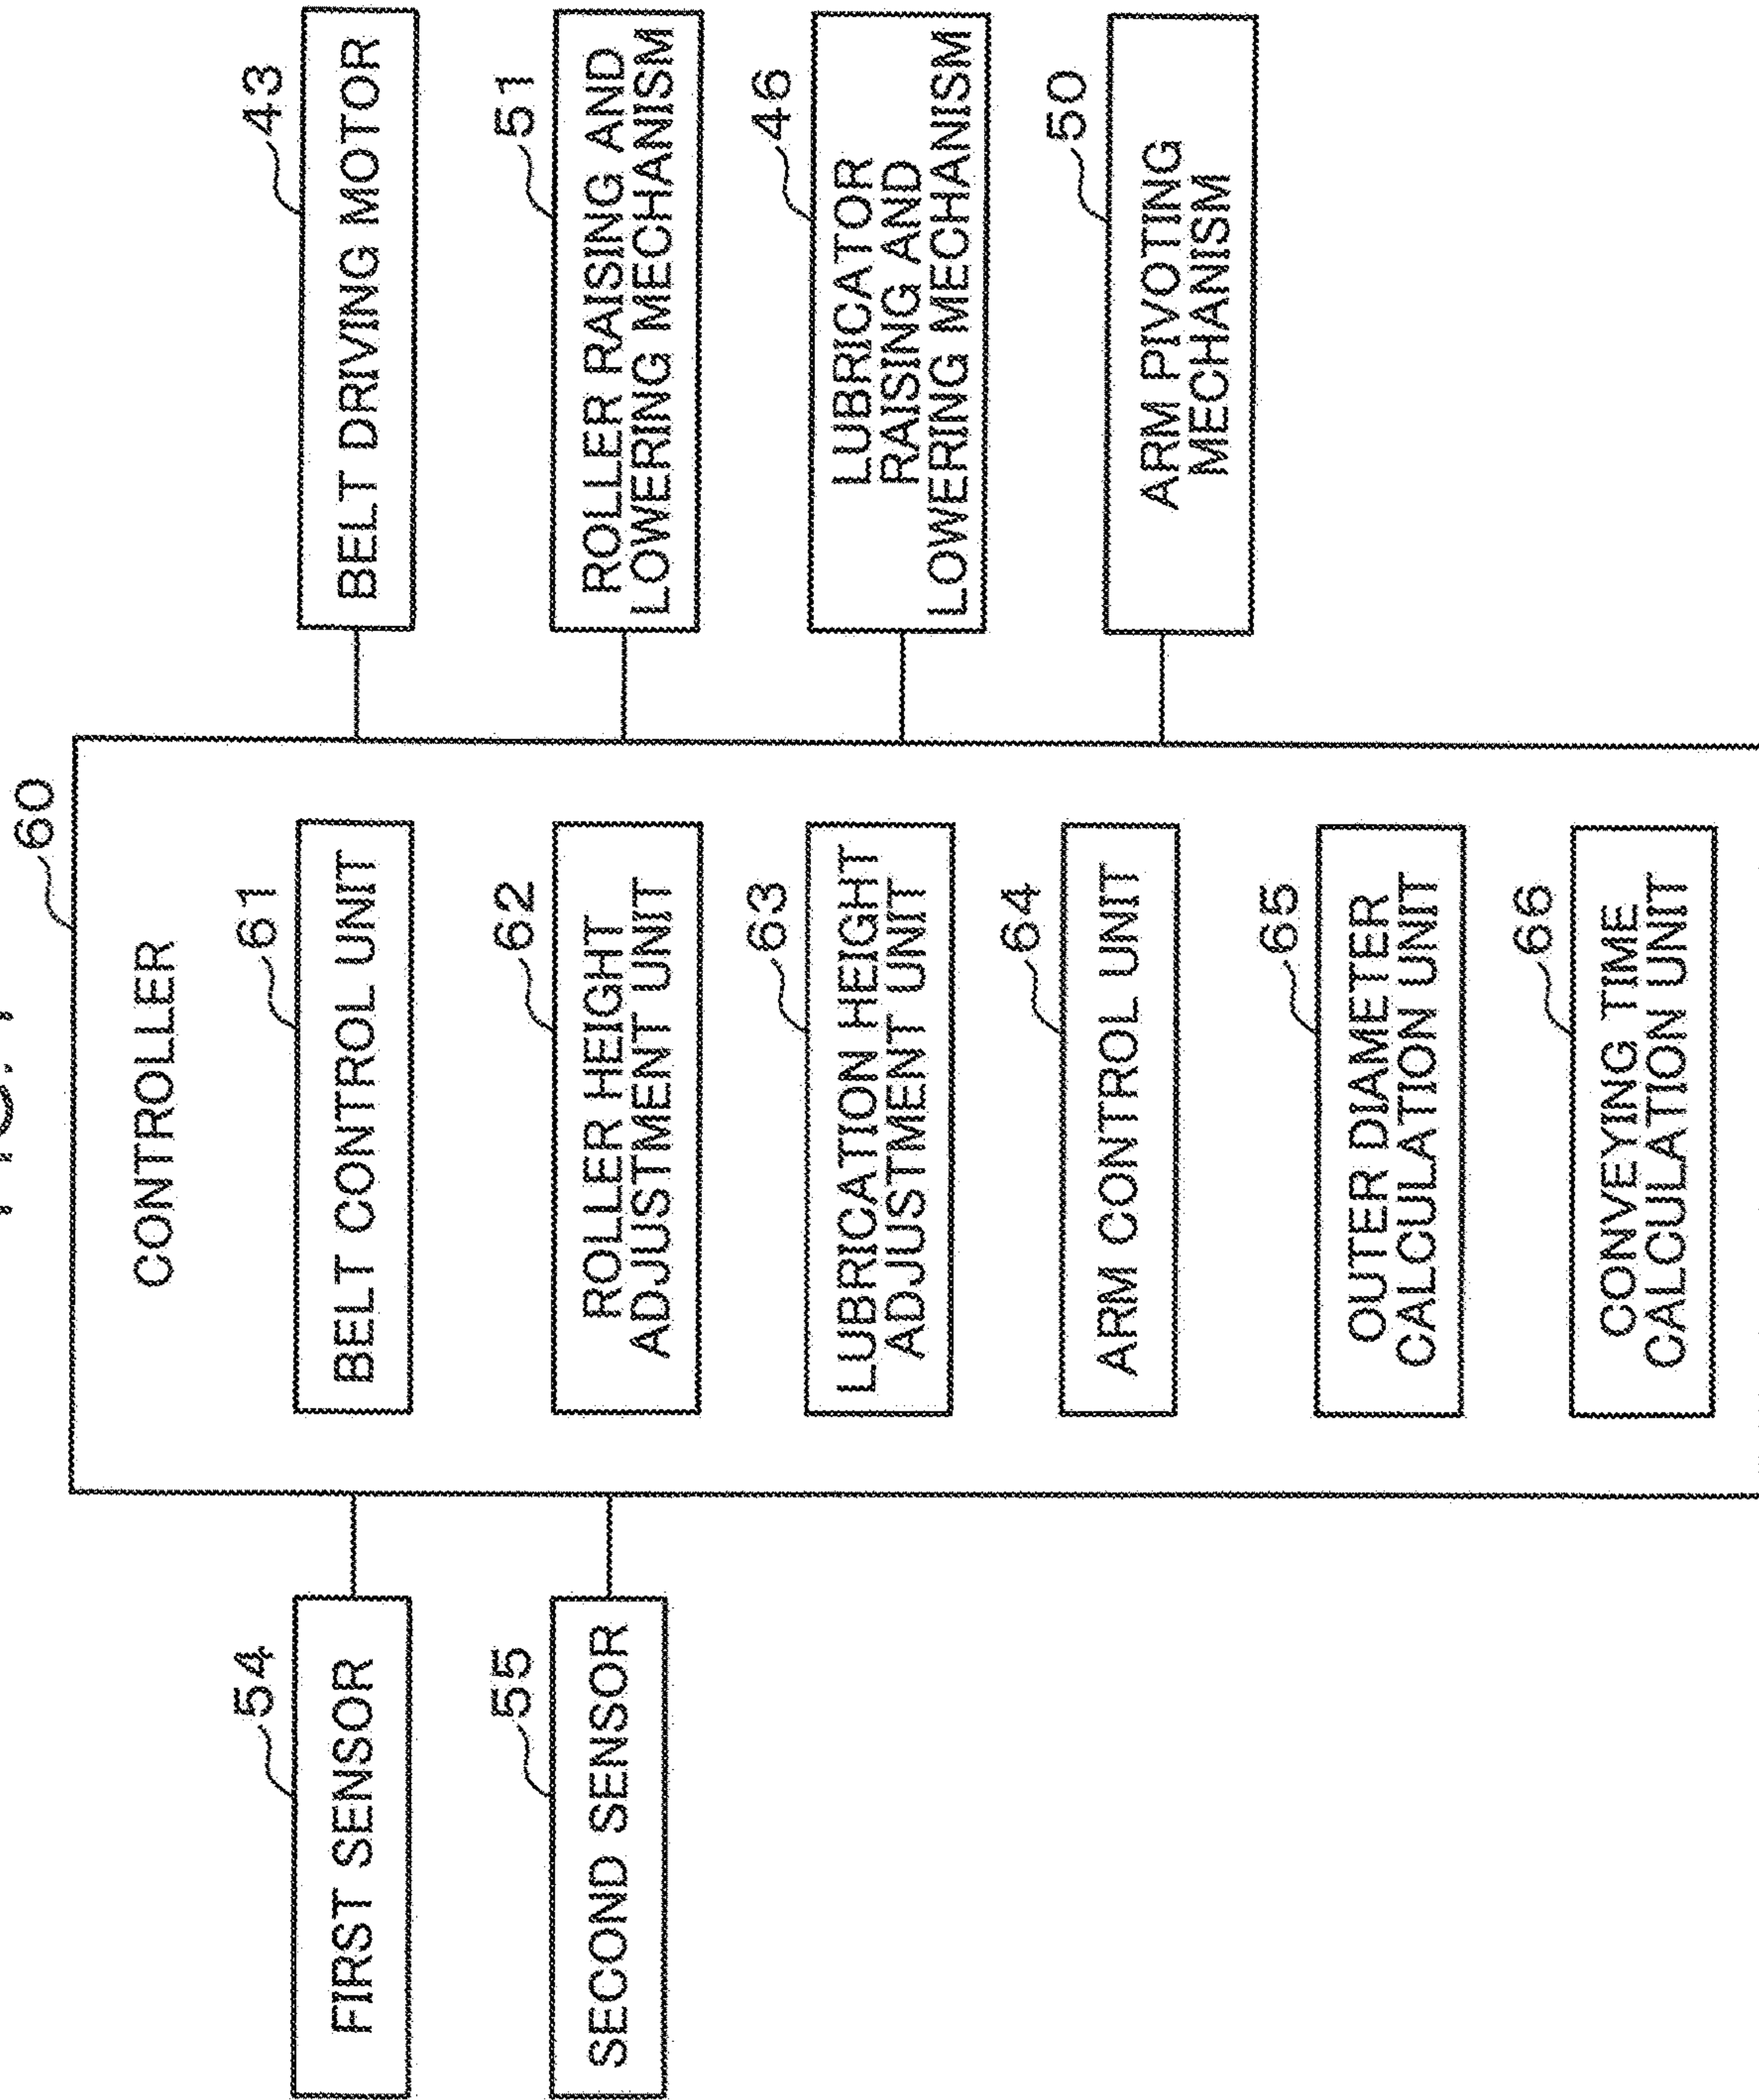 60
CONTROLLER
54
FIRST SENSOR
55
SECOND SENSOR
61
BELT CONTROL UNIT
62
ROLLER HEIGHT
ADJUSTMENT UNIT
63
LUBRICATION HEIGHT
ADJUSTMENT UNIT
64
ARM CONTROL UNIT
65
OUTER DIAMETER
CALCULATION UNIT
66
CONVEYING TIME
CALCULATION UNIT
43
BELT DRIVING MOTOR
51
ROLLER RAISING AND
LOWERING MECHANISM
46
LUBRICATOR
RAISING AND
LOWERING MECHANISM
50
ARM PIVOTING
MECHANISM